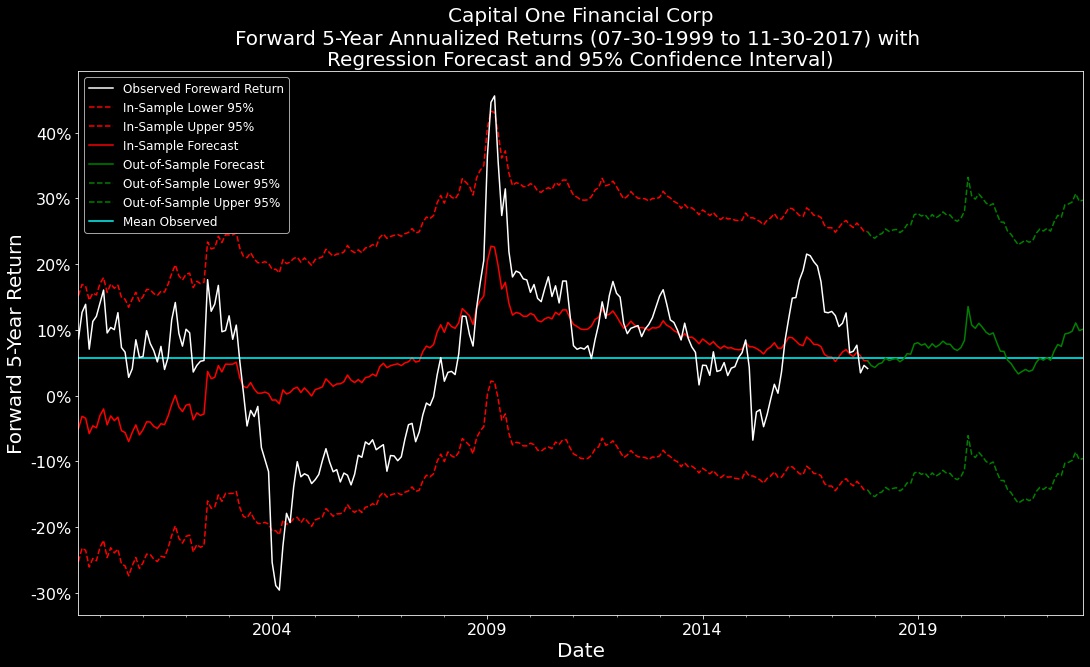 Capital One Financial Corp
Forward 5-Year Annualized Returns (07-30-1999 to 11-30-2017) with
Regression Forecast and 95% Confidence Interval)
Observed Foreward Return
In-Sample Lower 95%
In-Sample Upper 95%
In-Sample Forecast
Out-of-Sample Forecast
Out-of-Sample Lower 95%
Out-of-Sample Upper 95%
Mean Observed
Forward 5-Year Return
40%
30%
20%
10%
0%
-10%
-20%
-30%
2004
2009
2014
2019
Date